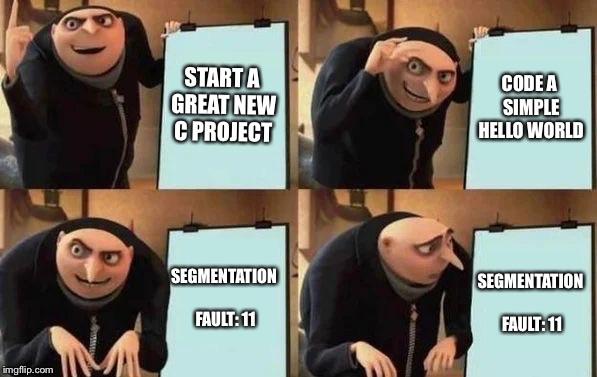 START A
GREAT NEW
C PROJECT
CODE A
SIMPLE
HELLO WORLD
SEGMENTATION
FAULT: 11
SEGMENTATION
FAULT: 11
imgflip.com